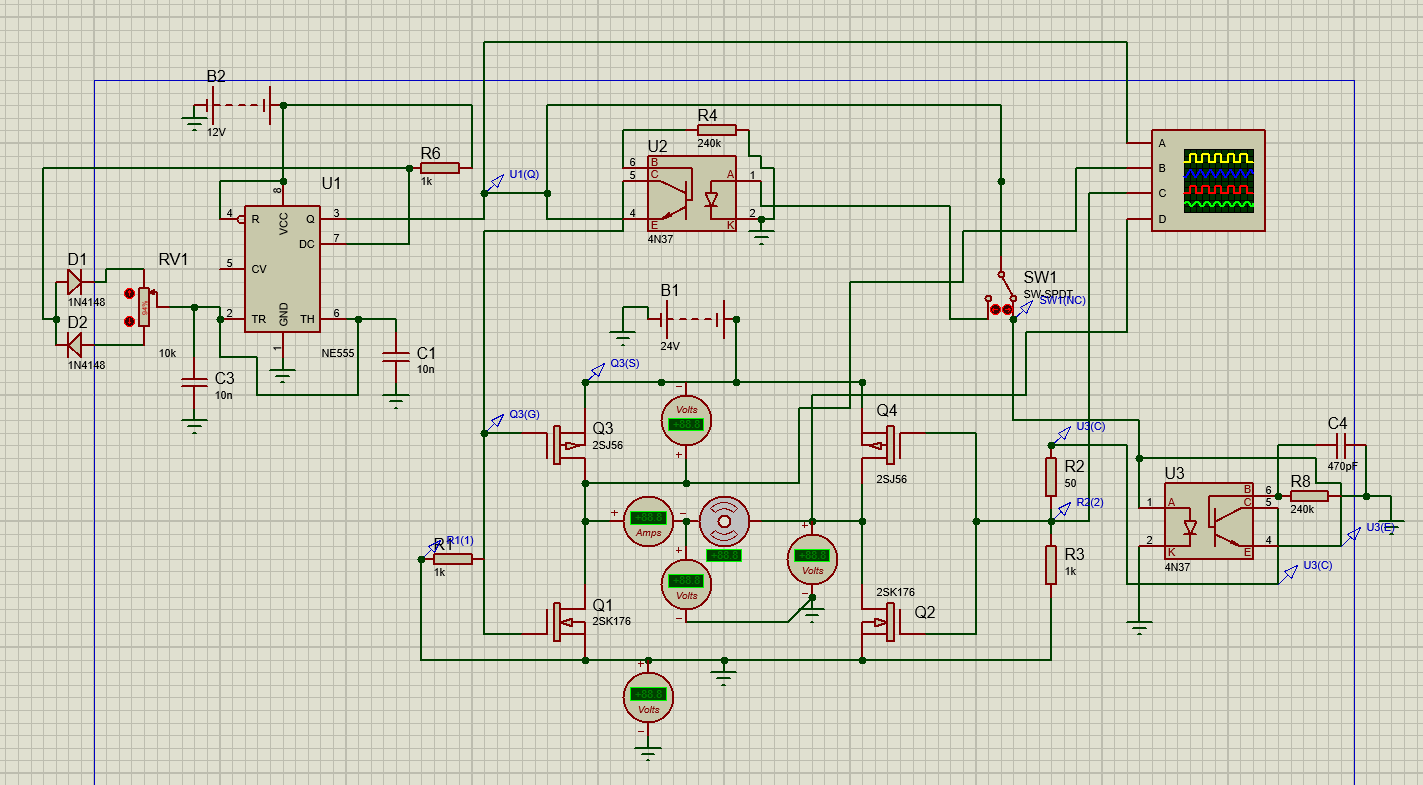 B2
12V
R6
1k
U1
8
VCC
4
R
Q
3
DC
7
5
CV
2
TR
GND
TH
6
1
NE555
D1
1N4148
D2
1N4148
RV1
94%
10k
C3
10n
C1
10n
U1(Q)
R4
240k
U2
6
B
5
C
A
1
4
E
K
2
4N37
A
B
C
D
SW1
SW-SPDT
SW1(NC)
B1
24V
Q3(S)
Q3(G)
Q3
2SJ56
Volts
+88.8
Q4
2SJ56
+88.8
Amps
+88.8
+88.8
Volts
+88.8
Volts
R1
R1(1)
1k
Q1
2SK176
2SK176
Q2
+88.8
Volts
U3(C)
R2
50
R2(2)
R3
1k
C4
470pF
U3
1
A
B
6
C
5
2
K
E
4
4N37
R8
240k
U3(E)
U3(C)